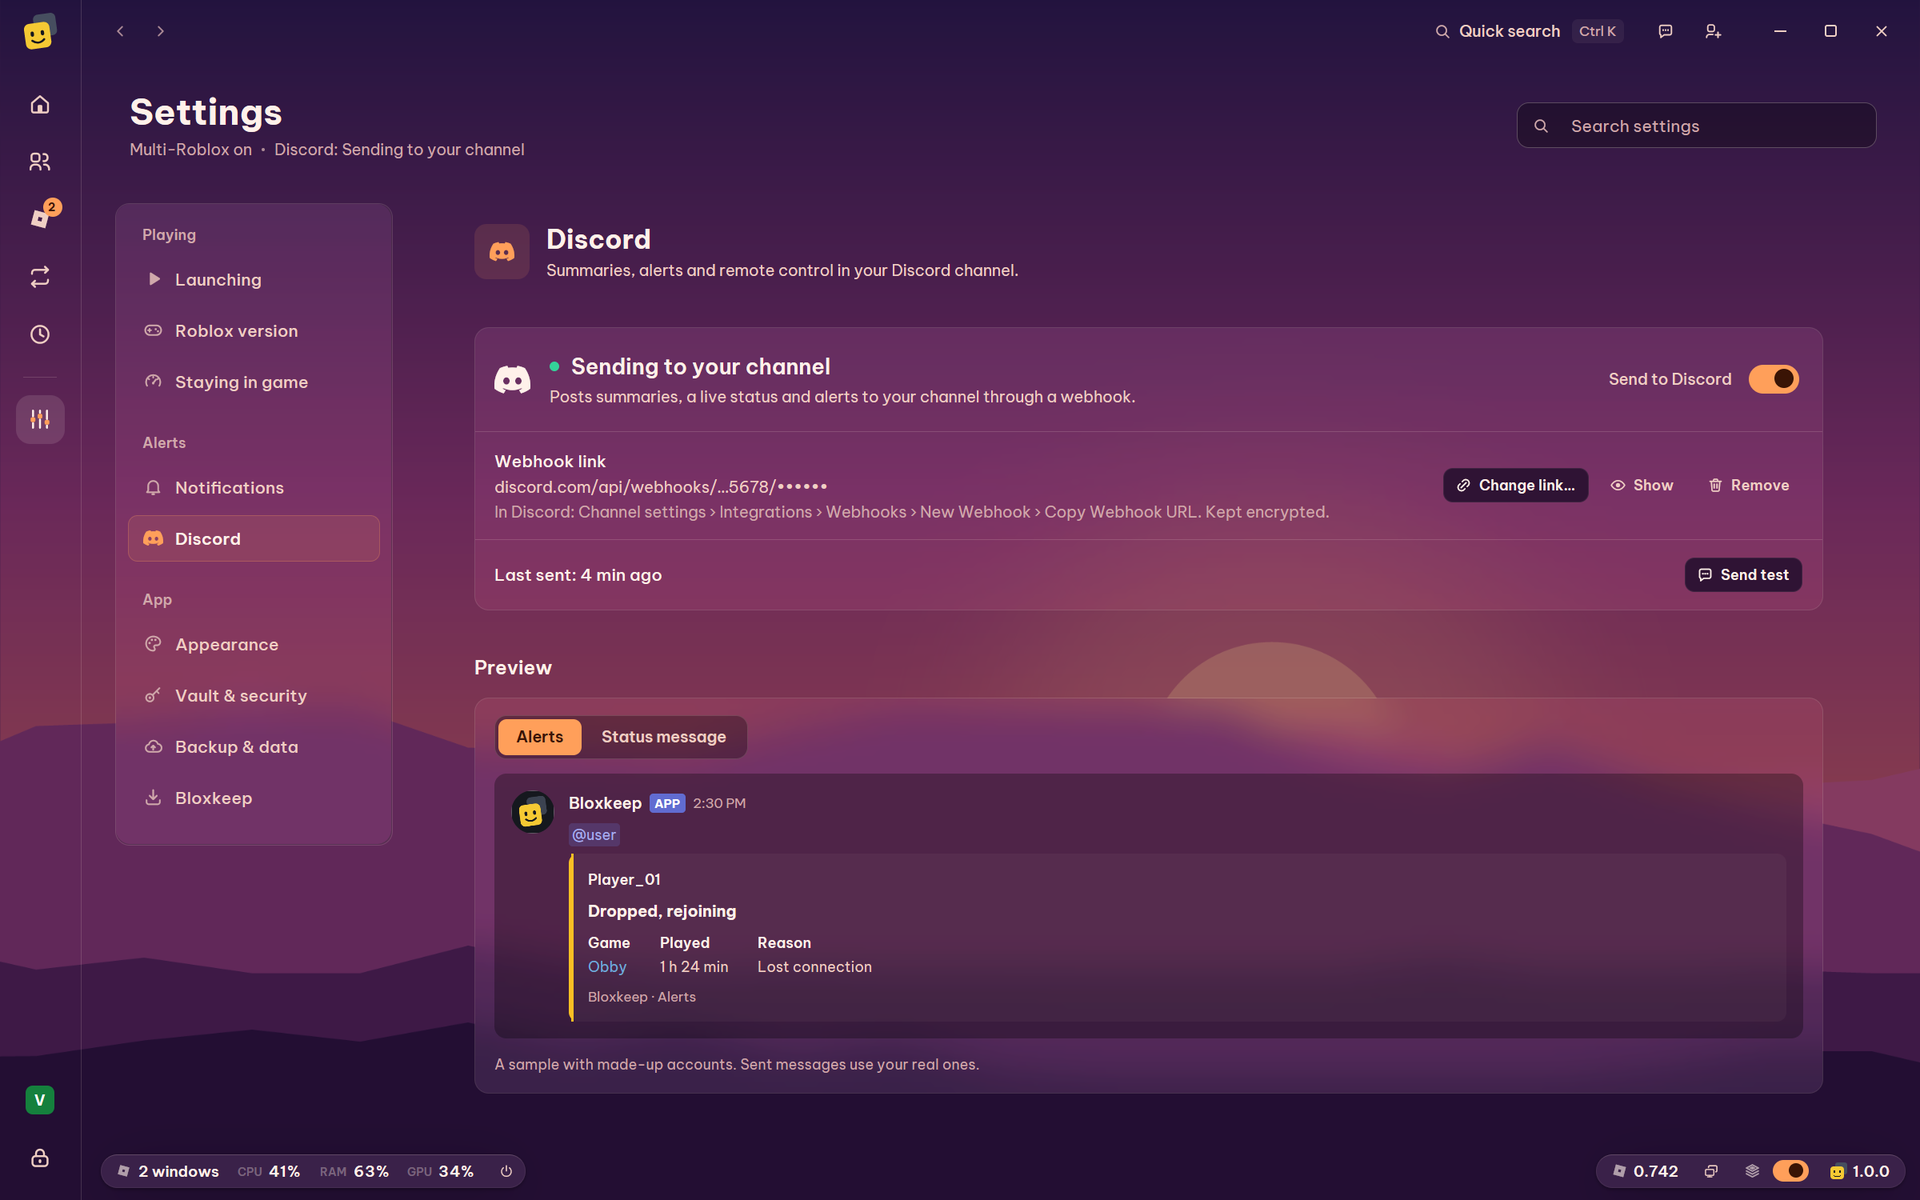 Quick search Ctrl K
Settings
Multi-Roblox on • Discord: Sending to your channel
Search settings
2
Playing
Launching
Roblox version
Staying in game
Alerts
Notifications
Discord
App
Appearance
Vault & security
Backup & data
Bloxkeep
Discord
Summaries, alerts and remote control in your Discord channel.
Sending to your channel
Posts summaries, a live status and alerts to your channel through a webhook.
Send to Discord
Webhook link
discord.com/api/webhooks/...5678/••••••
In Discord: Channel settings › Integrations › Webhooks › New Webhook › Copy Webhook URL. Kept encrypted.
Change link... Show Remove
Last sent: 4 min ago
Send test
Preview
Alerts Status message
Bloxkeep APP 2:30 PM
@user
Player_01
Dropped, rejoining
Game Played Reason
Obby 1 h 24 min Lost connection
Bloxkeep · Alerts
A sample with made-up accounts. Sent messages use your real ones.
V
2 windows CPU 41% RAM 63% GPU 34%
0.742 1.0.0